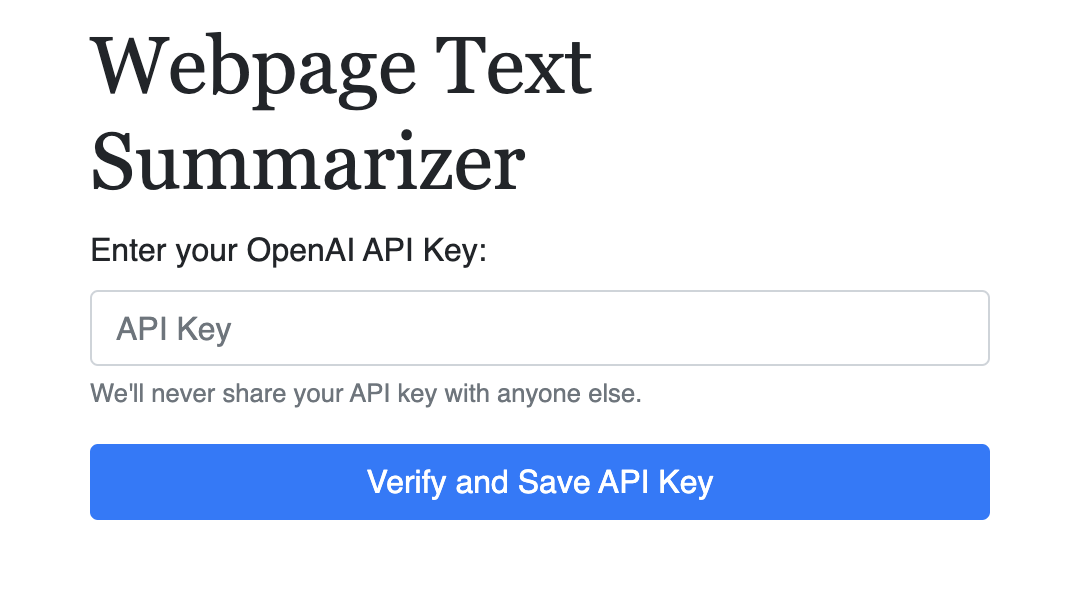 Webpage Text
Summarizer
Enter your OpenAI API Key:
API Key
We'll never share your API key with anyone else.
Verify and Save API Key